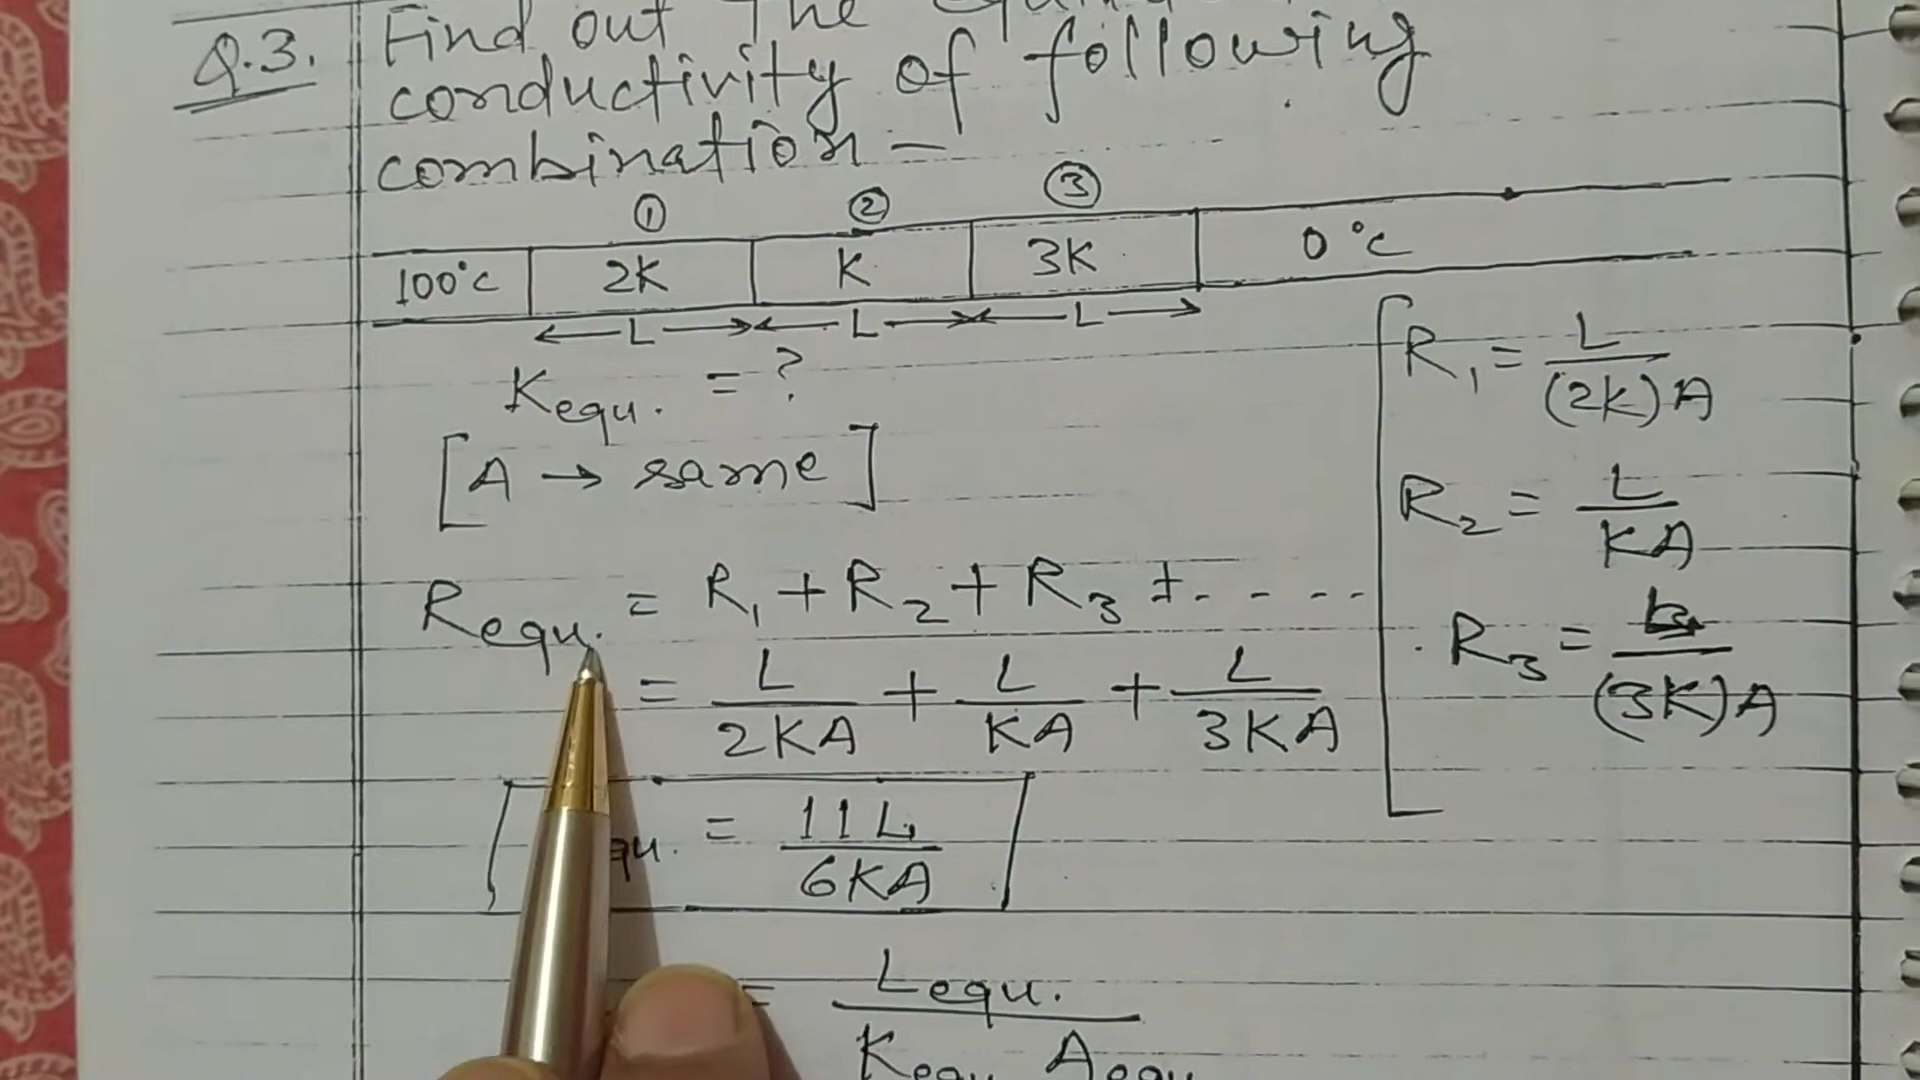 Q.3. Find out The
conductivity of following
combination -
① ② ③
100°C 2K K 3K 0°C
L L L
Kequ. = ?
[A → same]
Requ. = R₁ + R₂ + R₃ + . - - -
= L/2KA + L/KA + L/3KA
qu. = 11L/6KA
= Lequ./Kequ. Aequ.
R₁ = L/(2K)A
R₂ = L/KA
R₃ = L/(3K)A